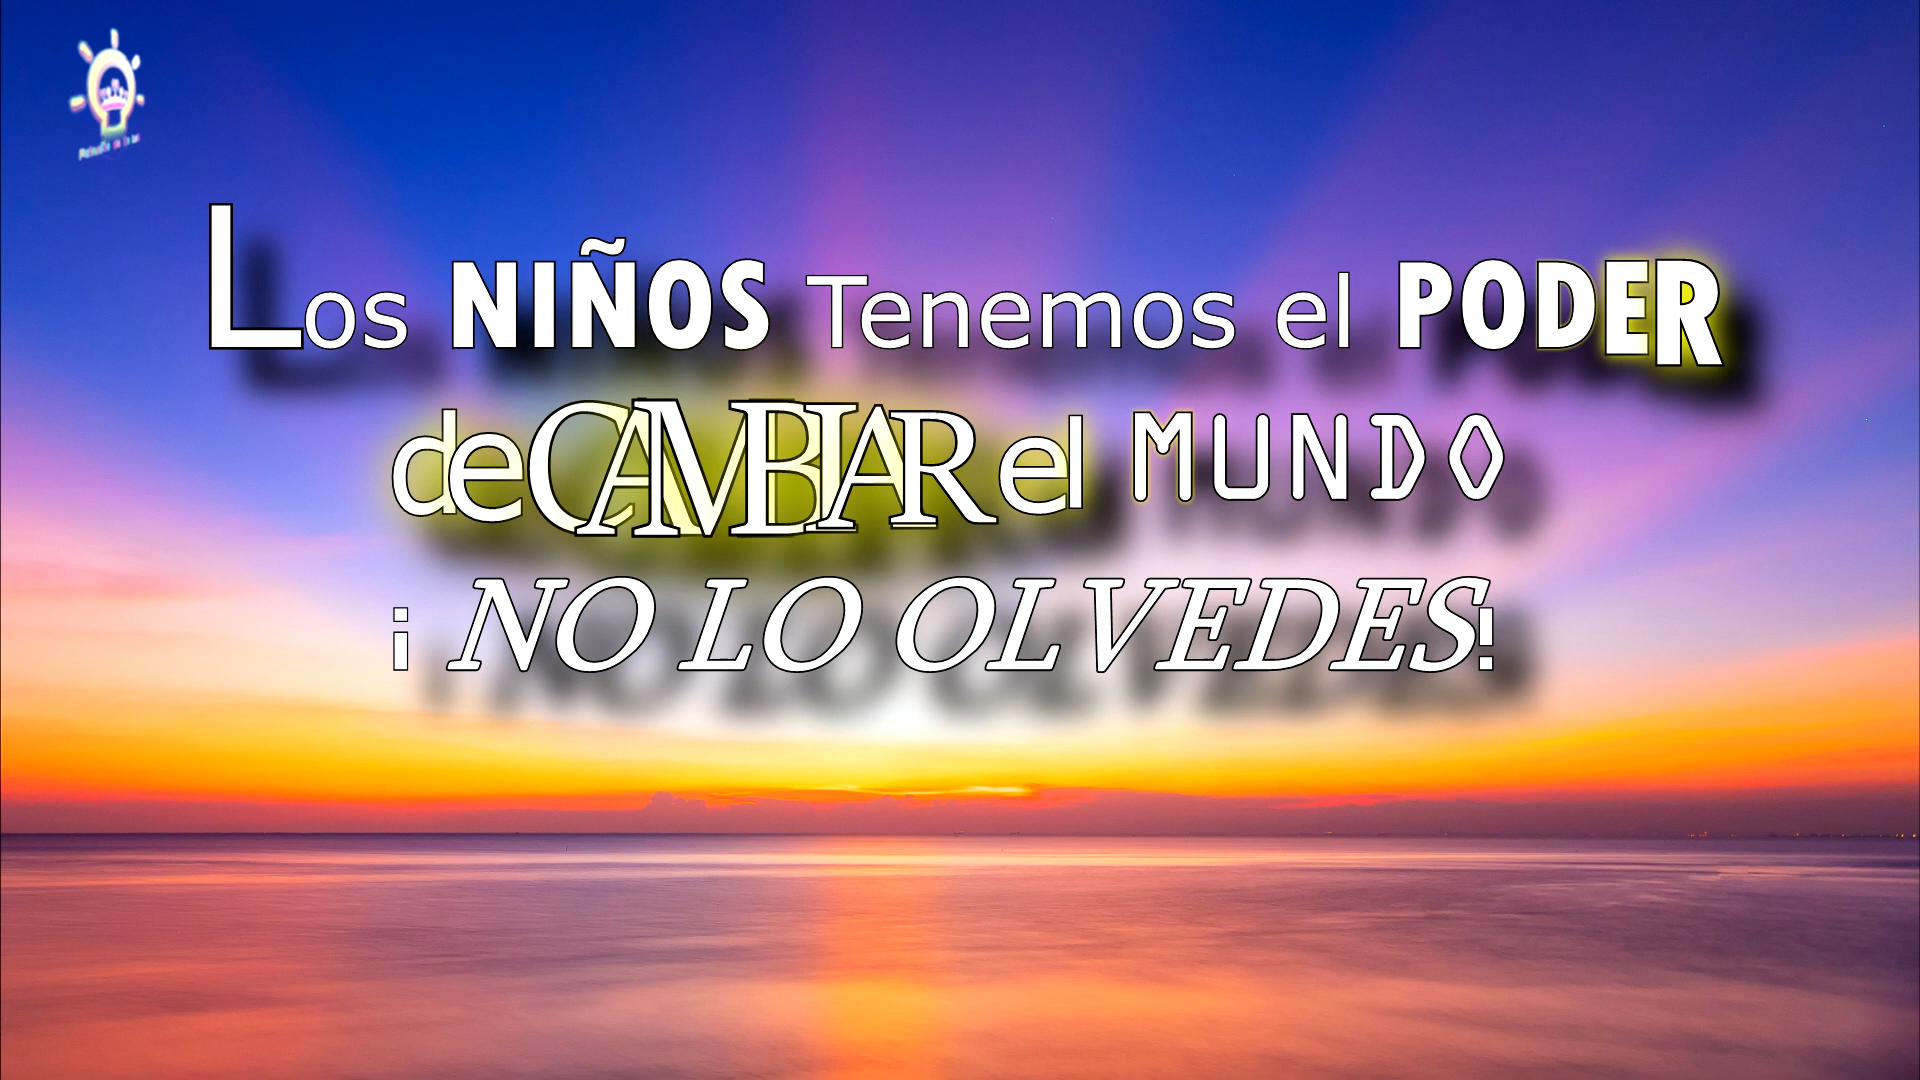 Los NIÑOS Tenemos el PODER
de CAMBIAR el MUNDO
¡ NO LO OLVEDES!